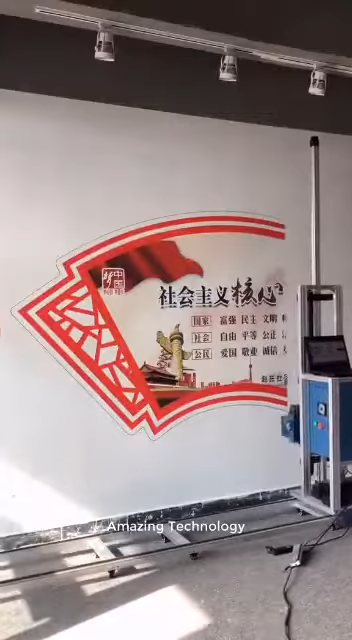 中国梦
社会主义核心
国家 富强 民主 文明
社会 自由 平等 公正
公民 爱国 敬业 诚信
Amazing Technology